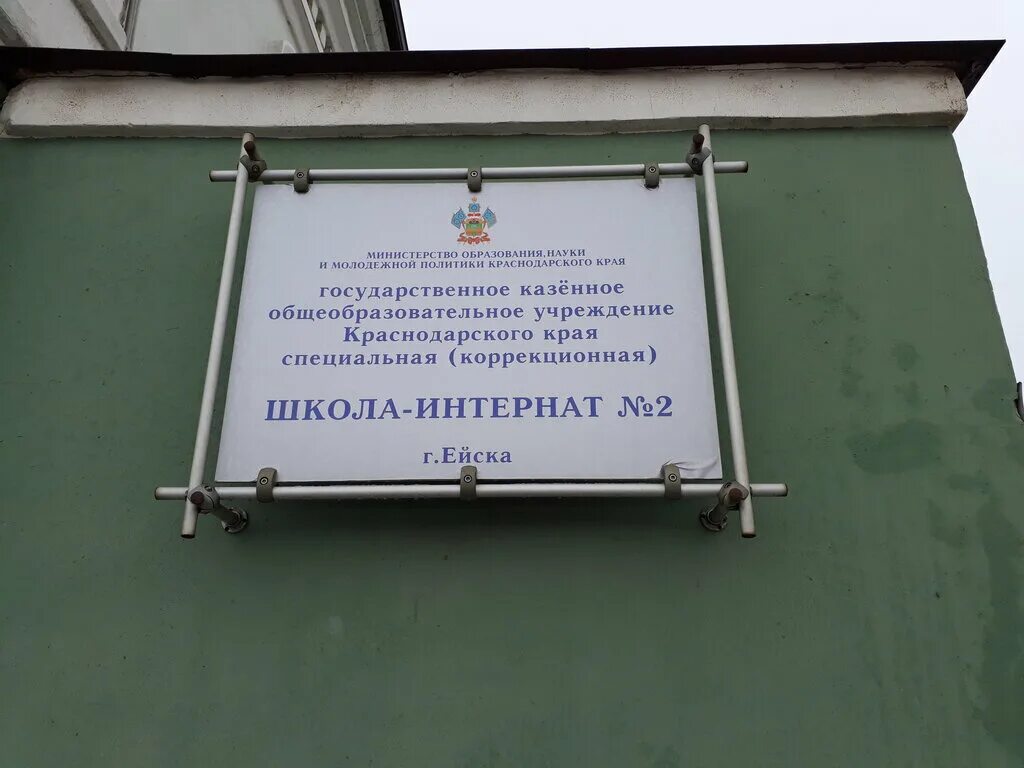 МИНИСТЕРСТВО ОБРАЗОВАНИЯ,НАУКИ
И МОЛОДЕЖНОЙ ПОЛИТИКИ КРАСНОДАРСКОГО КРАЯ
государственное казённое
общеобразовательное учреждение
Краснодарского края
специальная (коррекционная)
ШКОЛА-ИНТЕРНАТ №2
г.Ейска